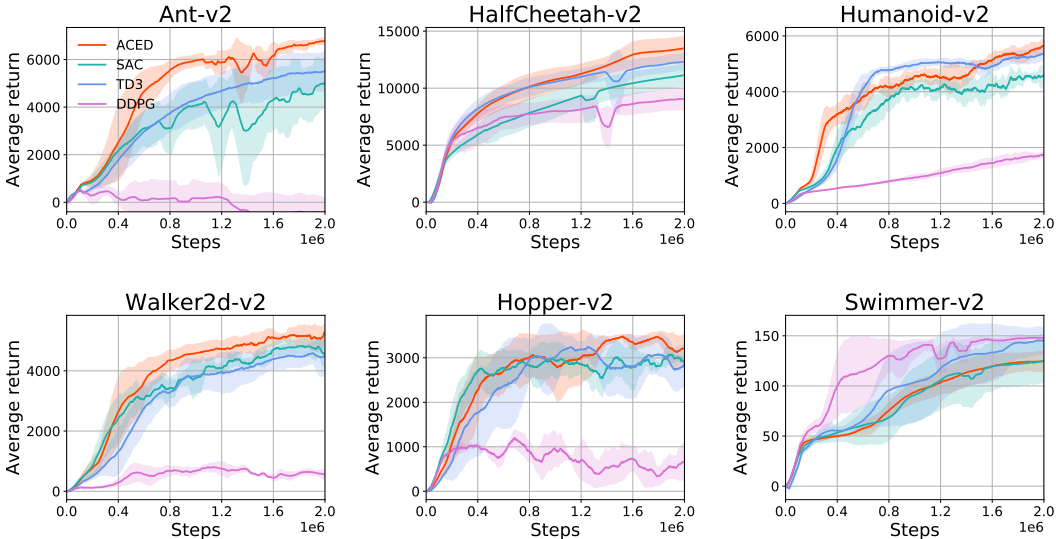 Ant-v2
Average return
6000
4000
2000
0
ACED
SAC
TD3
DDPG
0.0 0.4 0.8 1.2 1.6 2.0
Steps 1e6
HalfCheetah-v2
Average return
15000
10000
5000
0
0.0 0.4 0.8 1.2 1.6 2.0
Steps 1e6
Humanoid-v2
Average return
6000
4000
2000
0
0.0 0.4 0.8 1.2 1.6 2.0
Steps 1e6
Walker2d-v2
Average return
4000
2000
0
0.0 0.4 0.8 1.2 1.6 2.0
Steps 1e6
Hopper-v2
Average return
3000
2000
1000
0
0.0 0.4 0.8 1.2 1.6 2.0
Steps 1e6
Swimmer-v2
Average return
150
100
50
0
0.0 0.4 0.8 1.2 1.6 2.0
Steps 1e6